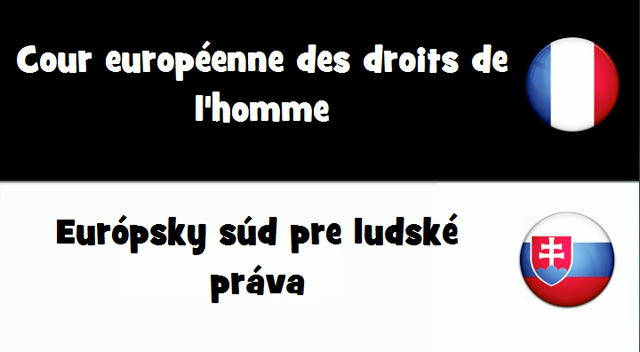 Cour européenne des droits de
l'homme
Európsky súd pre ludské
práva